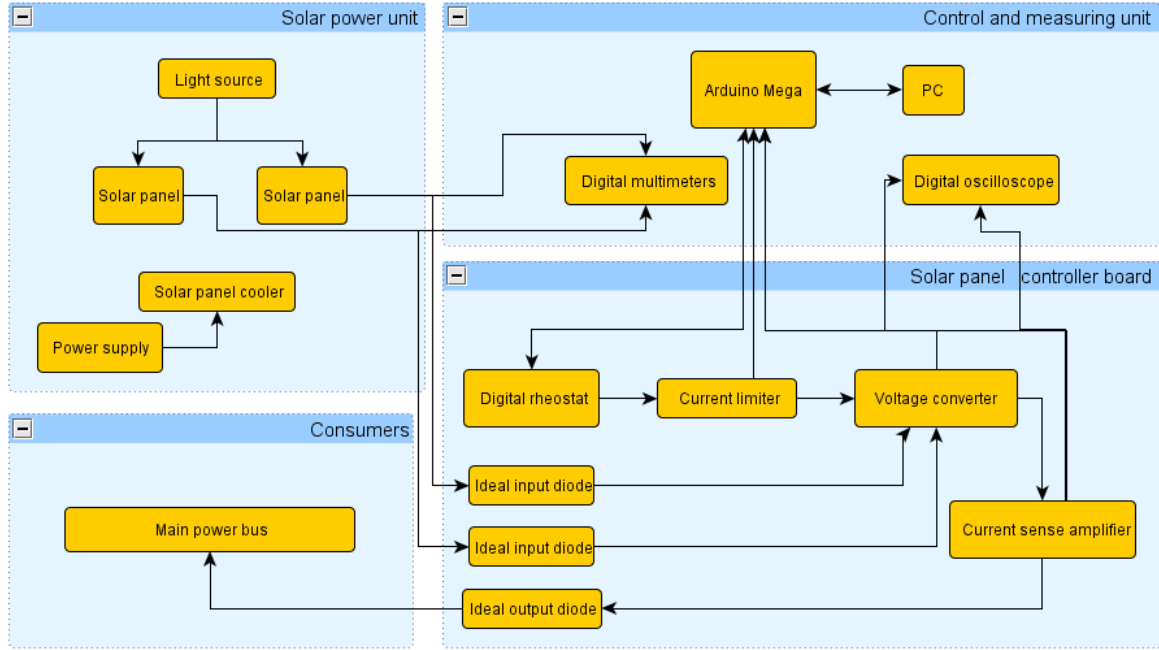 Solar power unit
Light source
Solar panel
Solar panel
Solar panel cooler
Power supply
Control and measuring unit
Arduino Mega
PC
Digital multimeters
Digital oscilloscope
Consumers
Main power bus
Solar panel controller board
Digital rheostat
Current limiter
Voltage converter
Ideal input diode
Ideal input diode
Current sense amplifier
Ideal output diode